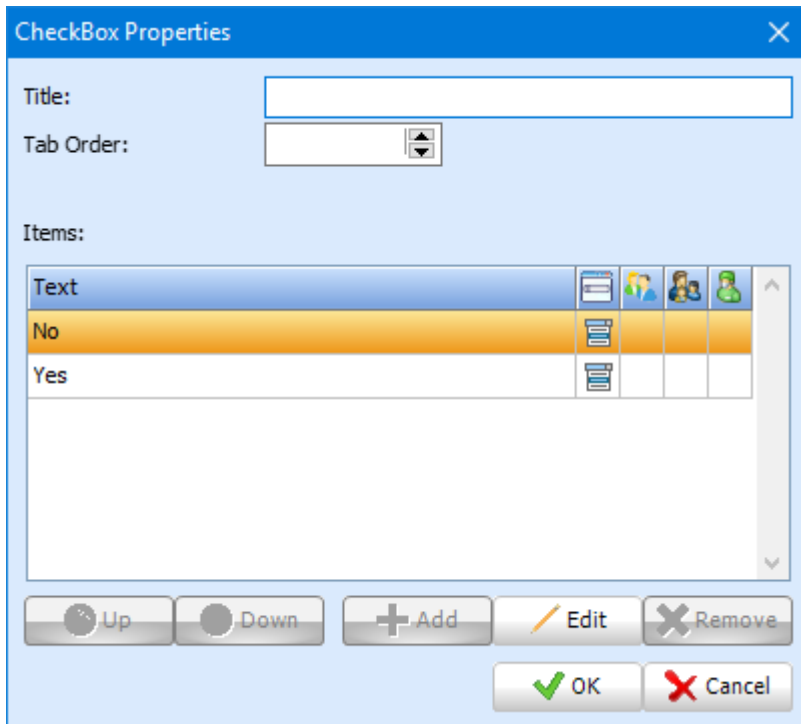 CheckBox Properties
Title:
Tab Order:
Items:
Text
No
Yes
Up Down Add Edit Remove
OK Cancel